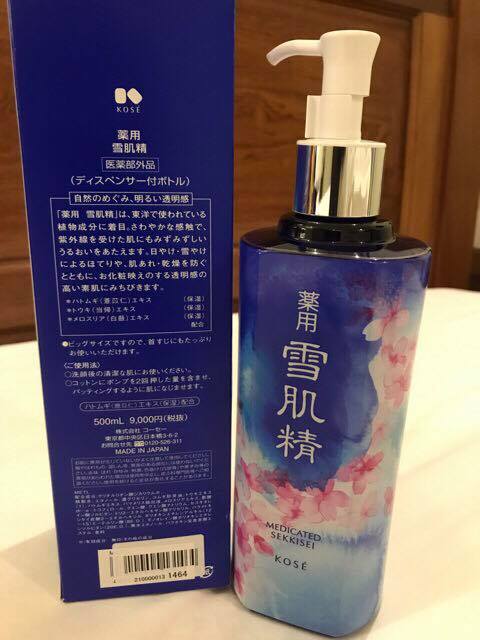 KOSÉ
薬用
雪肌精
医薬部外品
(ディスペンサー付ボトル)
自然のめぐみ、明るい透明感
「薬用 雪肌精」は、東洋で使われている
植物成分に着目。さわやかな感触で、
紫外線を受けた肌にもみずみずしい
うるおいをあたえます。日やけ・雪やけ
によるほてりや、肌あれ・乾燥を防ぐ
とともに、お化粧映えのする透明感の
高い素肌にみちびきます。
*ハトムギ(薏苡仁)エキス (保湿)
*トウキ(当帰)エキス (保湿)
*メロスリア(白蘞)エキス (保湿)
配合
●ビッグサイズですので、首すじにもたっぷり
お使いいただけます。
《ご使用法》
○洗顔後の清潔な肌にお使いください。
○コットンにポンプを2回押した量を含ませ、
パッティングするように肌になじませます。
ハトムギ(薏苡仁)エキス(保湿)配合
500mL 9,000円(税抜)
株式会社 コーセー
東京都中央区日本橋3-6-2
お問合せ先 0120-526-311
MADE IN JAPAN
210000013 1464
薬用
雪肌精
MEDICATED
SEKKISEI
KOSÉ